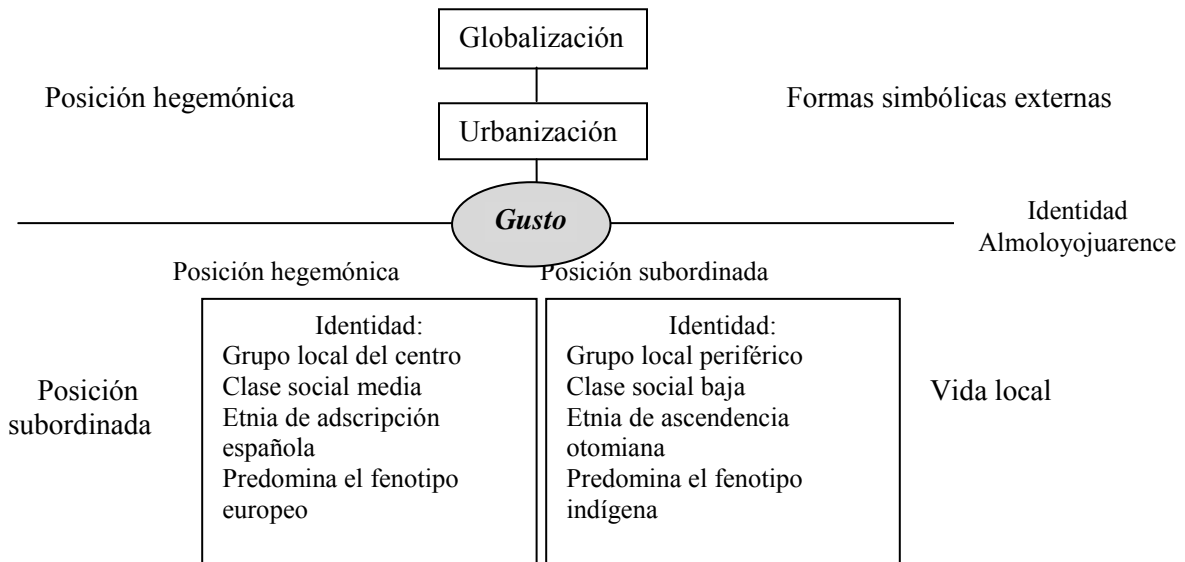 Globalización
Posición hegemónica
Formas simbólicas externas
Urbanización
Gusto
Identidad
Almoloyojuarence
Posición hegemónica
Posición subordinada
Identidad:
Grupo local del centro
Clase social media
Etnia de adscripción
española
Predomina el fenotipo
europeo
Identidad:
Grupo local periférico
Clase social baja
Etnia de ascendencia
otomiana
Predomina el fenotipo
indígena
Posición
subordinada
Vida local